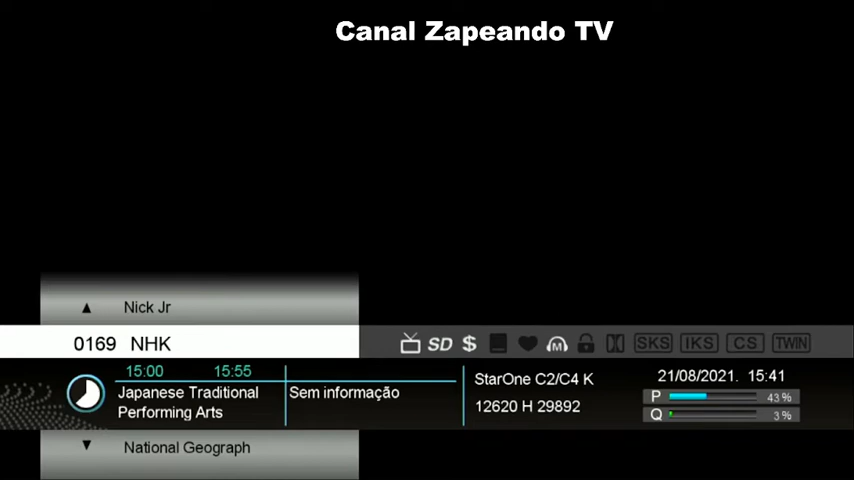 Canal Zapeando TV
Nick Jr
0169 NHK
SD $ M SKS IKS CS TWIN
15:00 15:55
Japanese Traditional
Performing Arts
Sem informação
StarOne C2/C4 K
12620 H 29892
21/08/2021. 15:41
P 43 %
Q 3 %
National Geograph